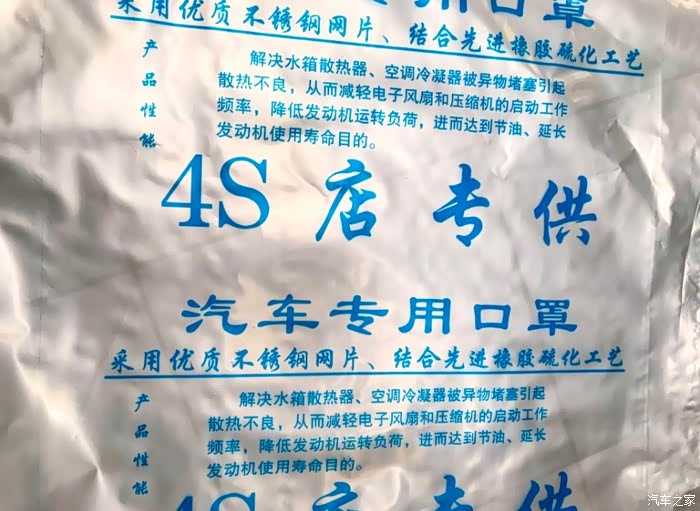 专用口罩
采用优质不锈钢网片、结合先进橡胶硫化工艺
产品性能
解决水箱散热器、空调冷凝器被异物堵塞引起
散热不良，从而减轻电子风扇和压缩机的启动工作
频率，降低发动机运转负荷，进而达到节油、延长
发动机使用寿命目的。
4S 店专供
汽车专用口罩
采用优质不锈钢网片、结合先进橡胶硫化工艺
产品性能
解决水箱散热器、空调冷凝器被异物堵塞引起
散热不良，从而减轻电子风扇和压缩机的启动工作
频率，降低发动机运转负荷，进而达到节油、延长
发动机使用寿命目的。
4S 店专供
汽车之家